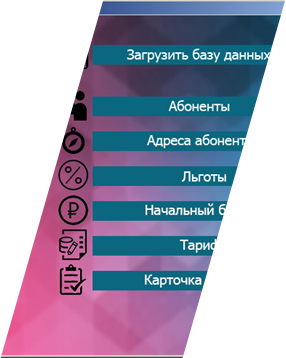 Загрузить базу данных
Абоненты
Адреса абонент
Льготы
Начальный б
Тариф
Карточка